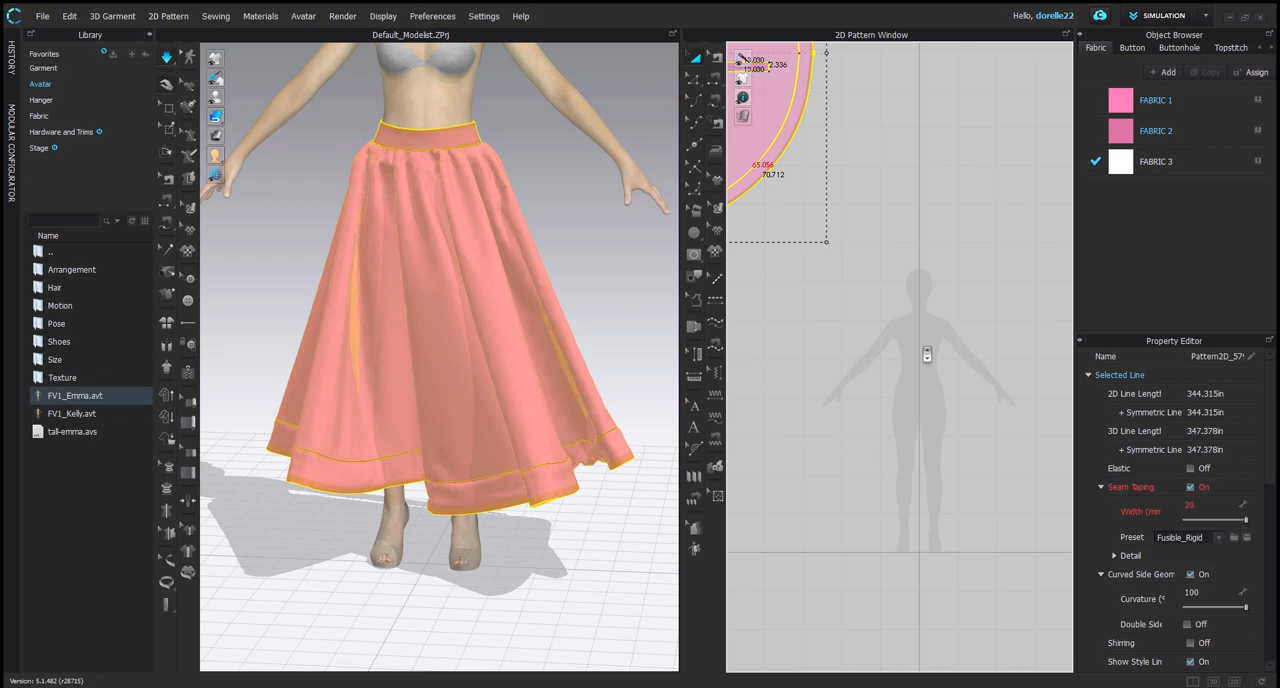 File Edit 3D Garment 2D Pattern Sewing Materials Avatar Render Display Preferences Settings Help
Hello, dorelle22
SIMULATION
HISTORY
MODULAR CONFIGURATOR
Library
Favorites
Garment
Avatar
Hanger
Fabric
Hardware and Trims
Stage
Name
..
Arrangement
Hair
Motion
Pose
Shoes
Size
Texture
FV1_Emma.avt
FV1_Kelly.avt
tall-emma.avs
Default_Modelist.ZPrj
2D Pattern Window
2.336
65.056
70.712
Object Browser
Fabric Button Buttonhole Topstitch
+ Add Copy Assign
FABRIC 1
FABRIC 2
FABRIC 3
Property Editor
Name Pattern2D_579
Selected Line
2D Line Lengtl 344.315in
+ Symmetric Line 344.315in
3D Line Lengtl 347.378in
+ Symmetric Line 347.378in
Elastic Off
Seam Taping On
Width (mm 20
Preset Fusible_Rigid
Detail
Curved Side Geom On
Curvature (% 100
Double Side Off
Shirring Off
Show Style Lin On
Version: 5.1.482 (r28715)
3D 2D